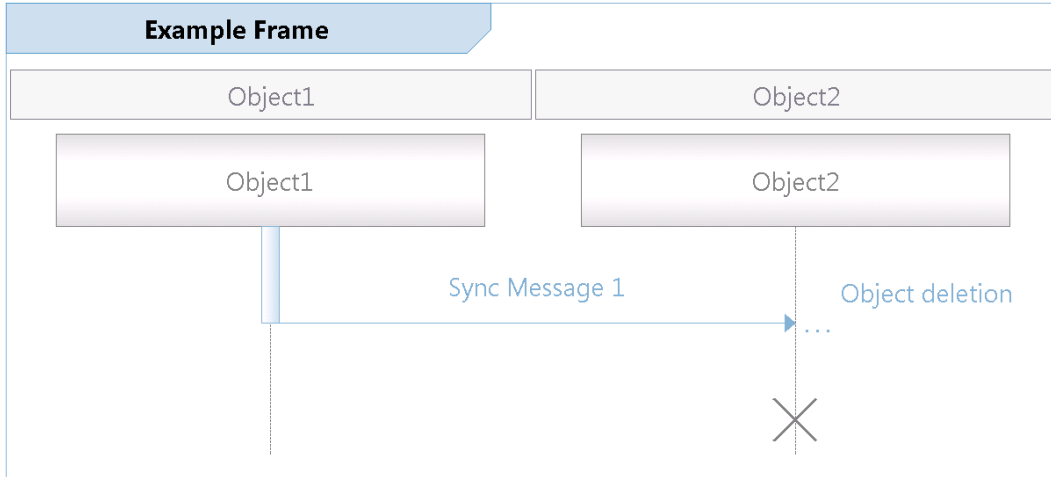 Example Frame
Object1
Object2
Object1
Object2
Sync Message 1
Object deletion
...